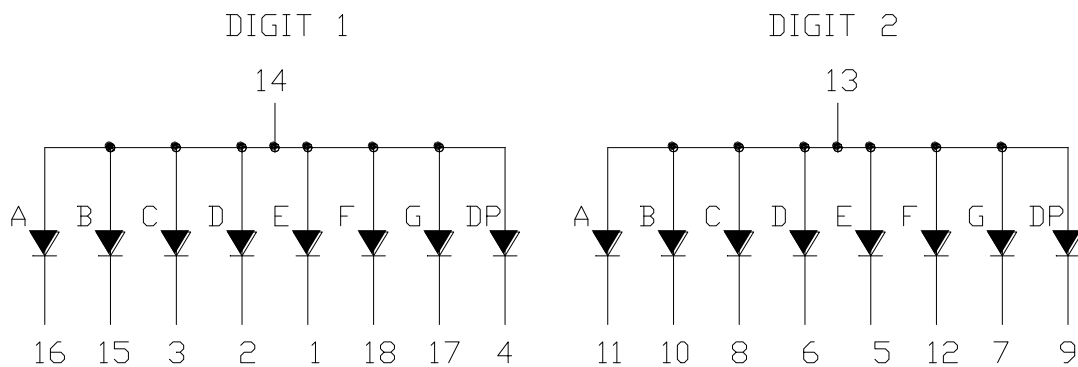 DIGIT 1 DIGIT 2
14 13
A B C D E F G DP A B C D E F G DP
16 15 3 2 1 18 17 4 11 10 8 6 5 12 7 9